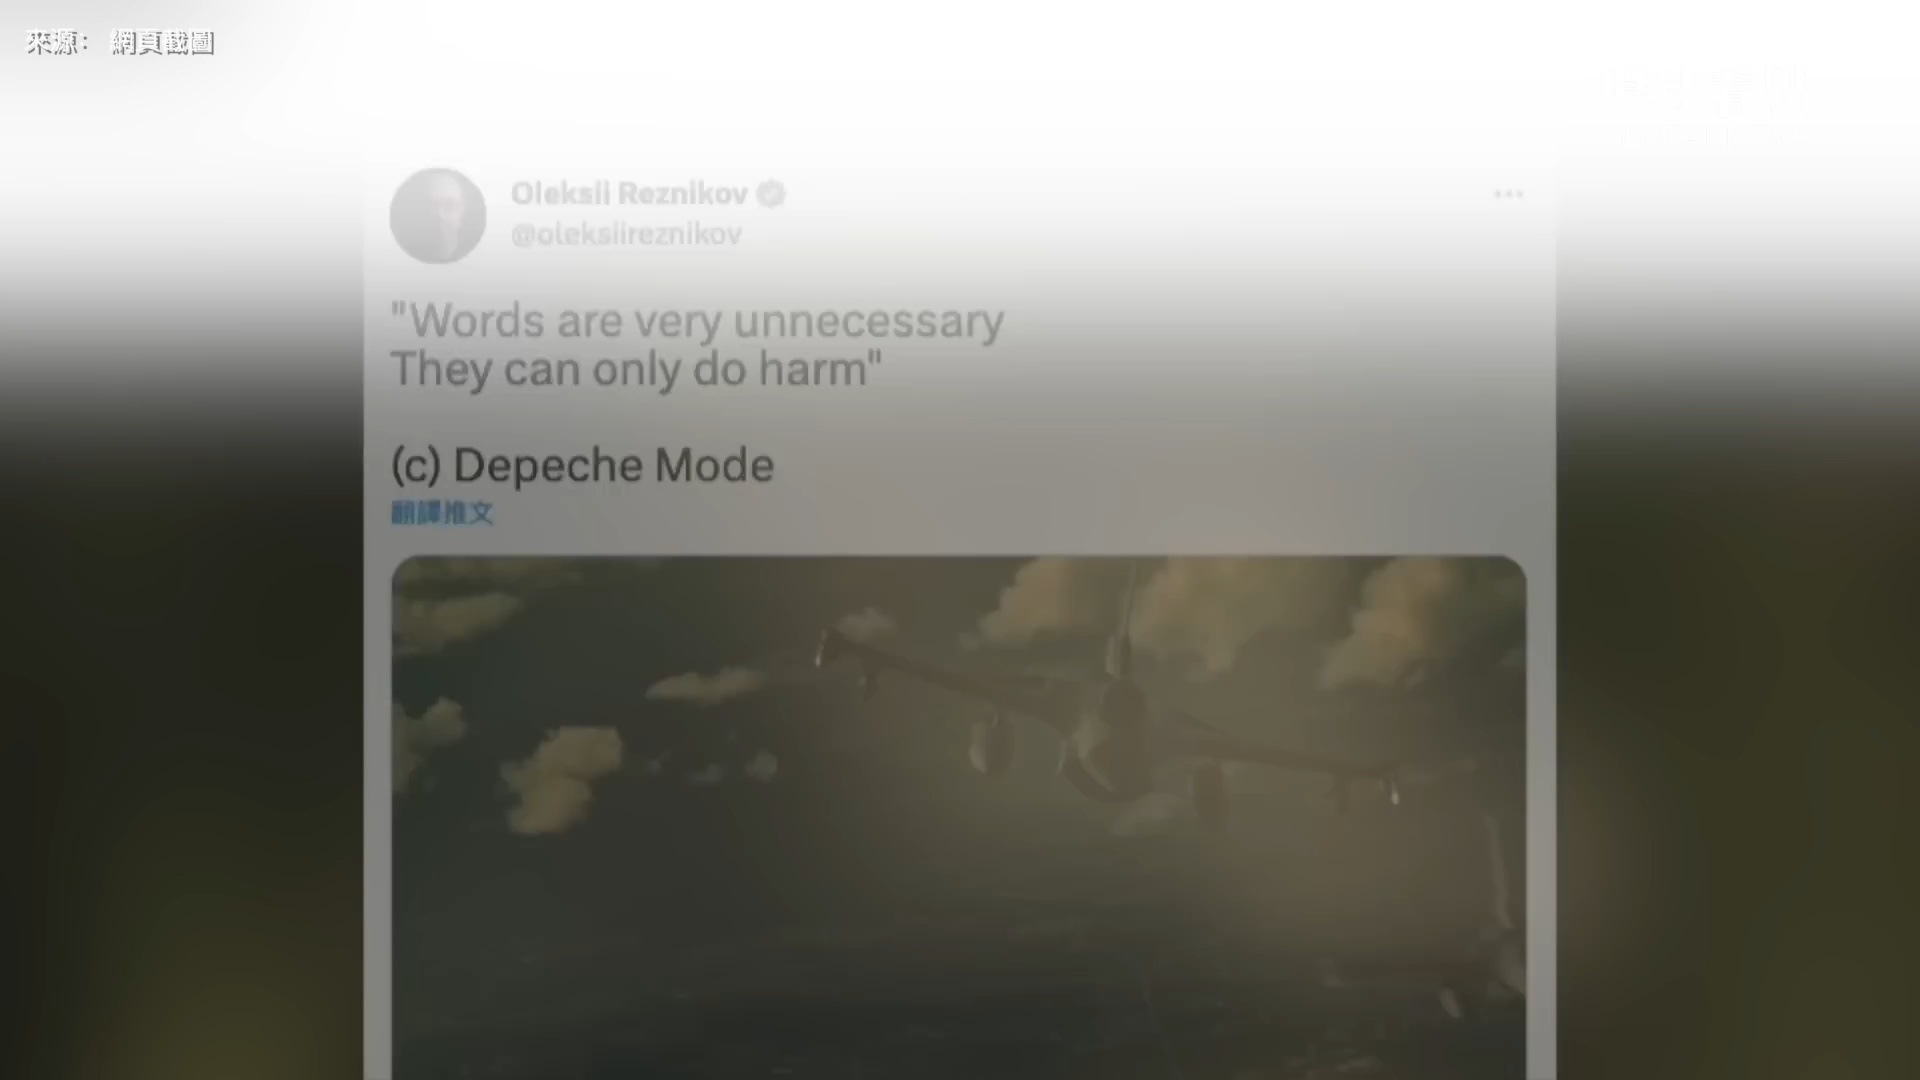 來源： 網頁截圖
Oleksii Reznikov
@oleksiireznikov
"Words are very unnecessary
They can only do harm"
(c) Depeche Mode
翻譯推文